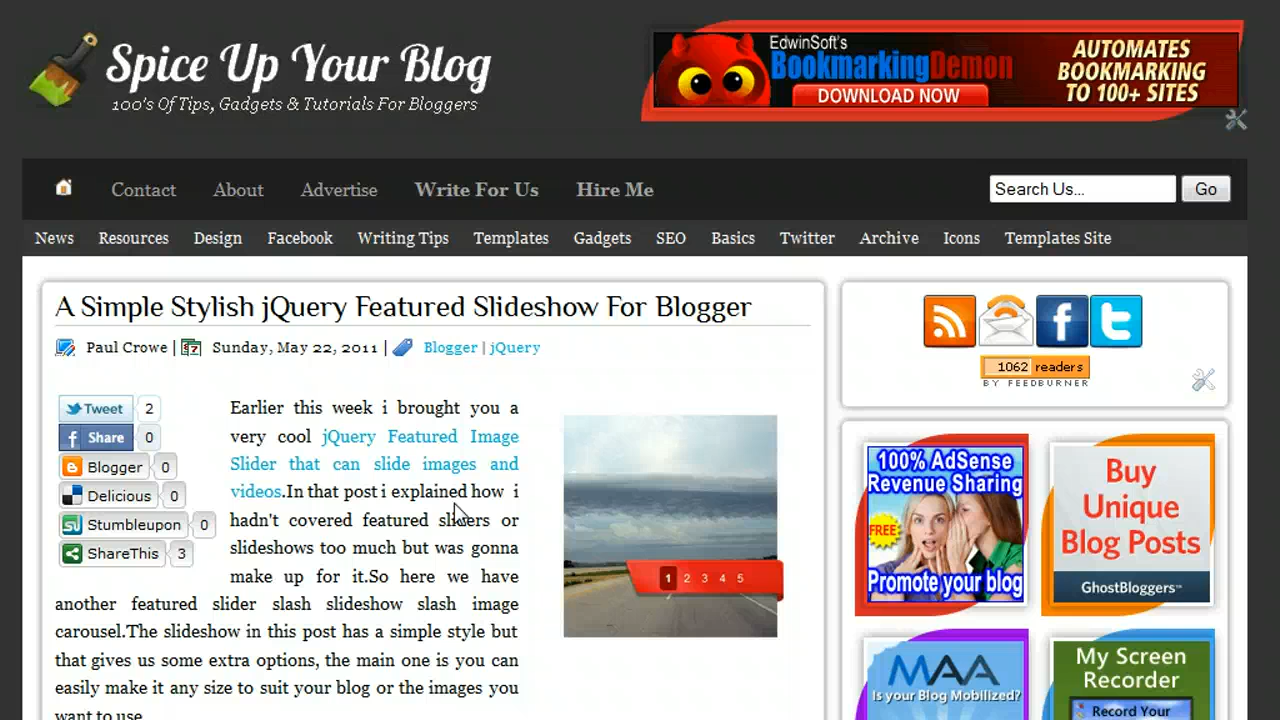 Spice Up Your Blog
100's Of Tips, Gadgets & Tutorials For Bloggers
EdwinSoft's
BookmarkingDemon
DOWNLOAD NOW
AUTOMATES
BOOKMARKING
TO 100+ SITES
Contact About Advertise Write For Us Hire Me
Search Us... Go
News Resources Design Facebook Writing Tips Templates Gadgets SEO Basics Twitter Archive Icons Templates Site
A Simple Stylish jQuery Featured Slideshow For Blogger
Paul Crowe | Sunday, May 22, 2011 | Blogger | jQuery
Tweet 2
Share 0
Blogger 0
Delicious 0
Stumbleupon 0
ShareThis 3
Earlier this week i brought you a
very cool jQuery Featured Image
Slider that can slide images and
videos.In that post i explained how i
hadn't covered featured sliders or
slideshows too much but was gonna
make up for it.So here we have
another featured slider slash slideshow slash image
carousel.The slideshow in this post has a simple style but
that gives us some extra options, the main one is you can
easily make it any size to suit your blog or the images you
want to use
1 2 3 4 5
1062 readers
BY FEEDBURNER
100% AdSense
Revenue Sharing
FREE
Promote your blog
Buy
Unique
Blog Posts
GhostBloggers™
MAA
Is your Blog Mobilized?
My Screen
Recorder
Record Your